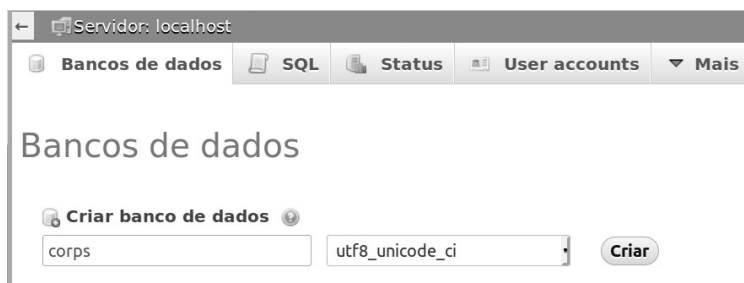 ← Servidor: localhost
Bancos de dados SQL Status User accounts Mais
Bancos de dados
Criar banco de dados
corps utf8_unicode_ci Criar